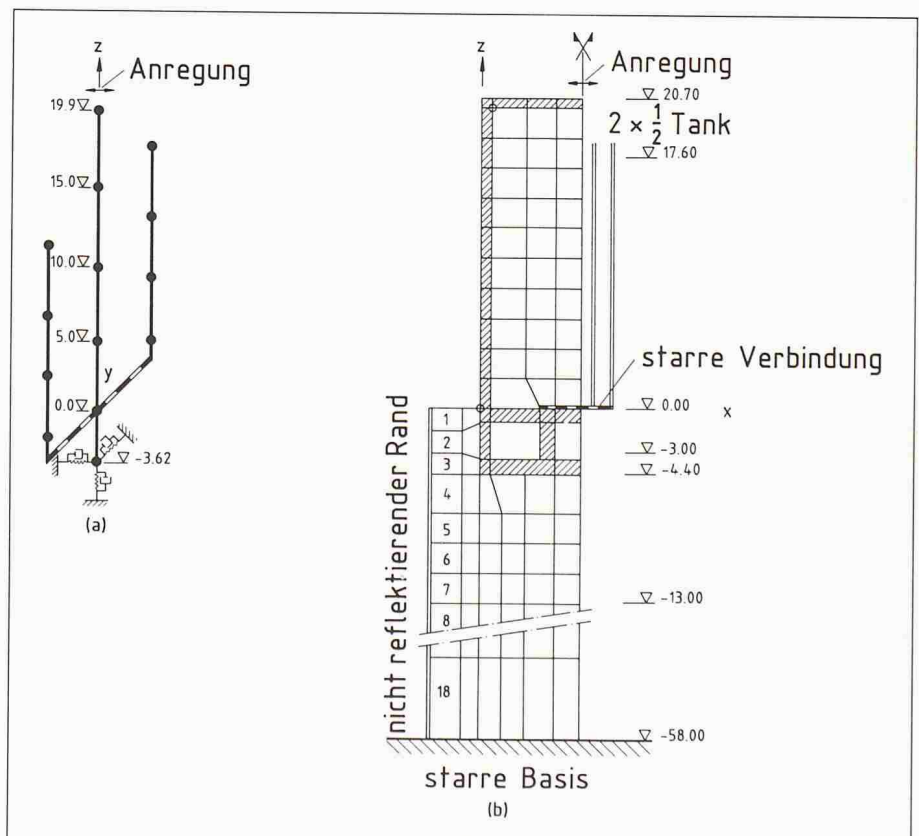 z
Anregung
19.9
15.0
10.0
5.0
y
0.0
-3.62
(a)
z
Anregung
20.70
2 × 1/2 Tank
17.60
starre Verbindung
0.00
x
1
2
-3.00
3
-4.40
4
5
6
7
-13.00
8
18
nicht reflektierender Rand
-58.00
starre Basis
(b)